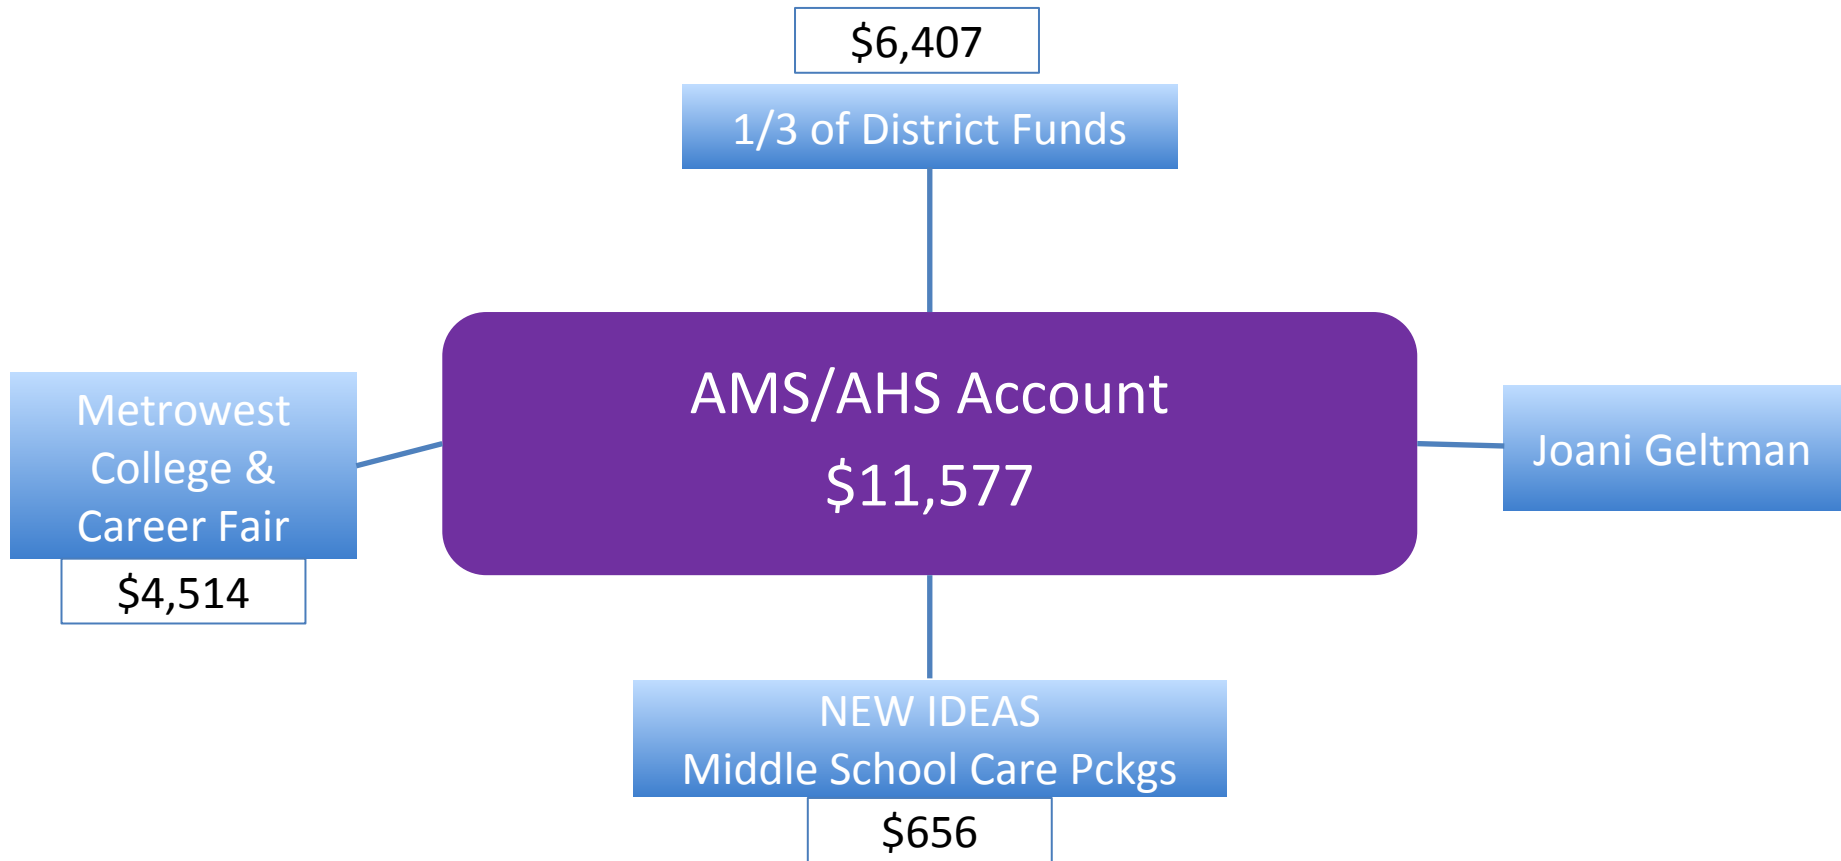 $6,407
1/3 of District Funds
AMS/AHS Account
$11,577
Metrowest
College &
Career Fair
$4,514
Joani Geltman
NEW IDEAS
Middle School Care Pckgs
$656